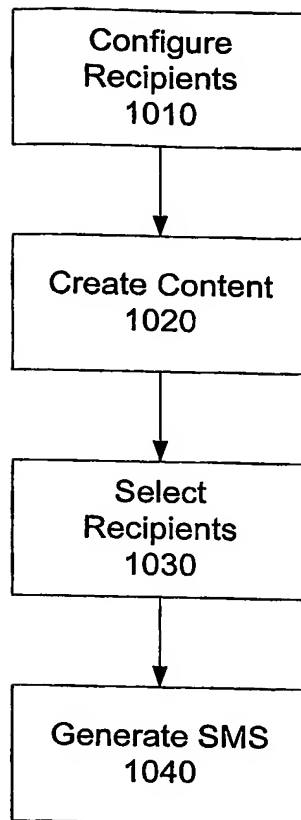 Configure
Recipients
1010
Create Content
1020
Select
Recipients
1030
Generate SMS
1040